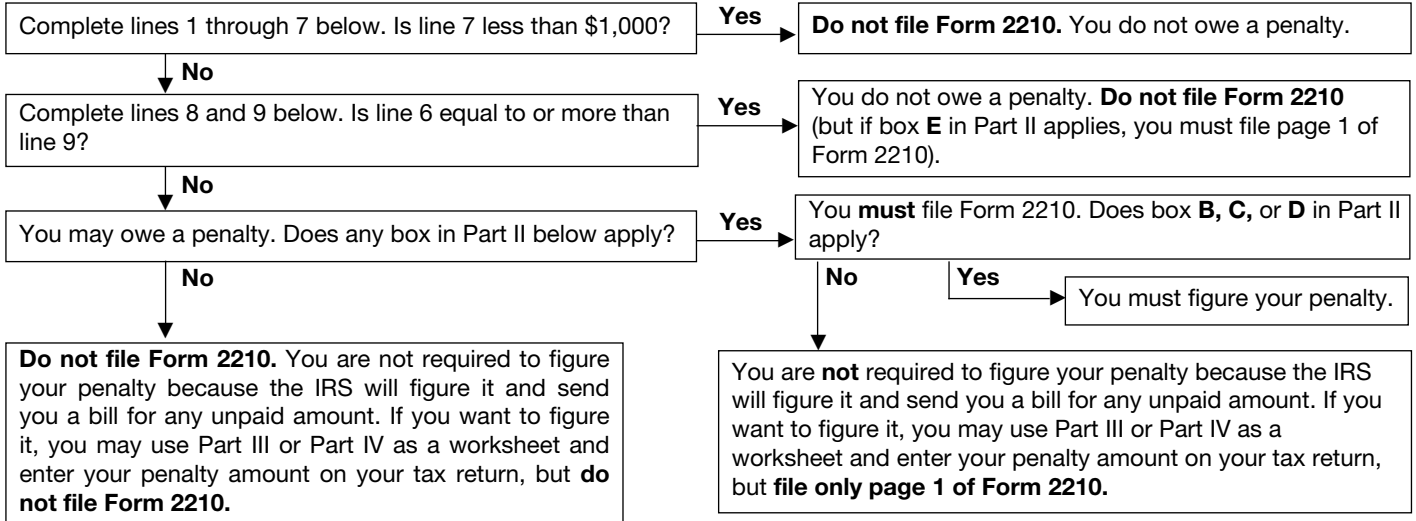 Complete lines 1 through 7 below. Is line 7 less than $1,000?
Yes
Do not file Form 2210. You do not owe a penalty.
No
Complete lines 8 and 9 below. Is line 6 equal to or more than
line 9?
Yes
You do not owe a penalty. Do not file Form 2210
(but if box E in Part II applies, you must file page 1 of
Form 2210).
No
You may owe a penalty. Does any box in Part II below apply?
Yes
You must file Form 2210. Does box B, C, or D in Part II
apply?
No
No
Yes
You must figure your penalty.
Do not file Form 2210. You are not required to figure
your penalty because the IRS will figure it and send
you a bill for any unpaid amount. If you want to figure
it, you may use Part III or Part IV as a worksheet and
enter your penalty amount on your tax return, but do
not file Form 2210.
You are not required to figure your penalty because the IRS
will figure it and send you a bill for any unpaid amount. If you
want to figure it, you may use Part III or Part IV as a
worksheet and enter your penalty amount on your tax return,
but file only page 1 of Form 2210.